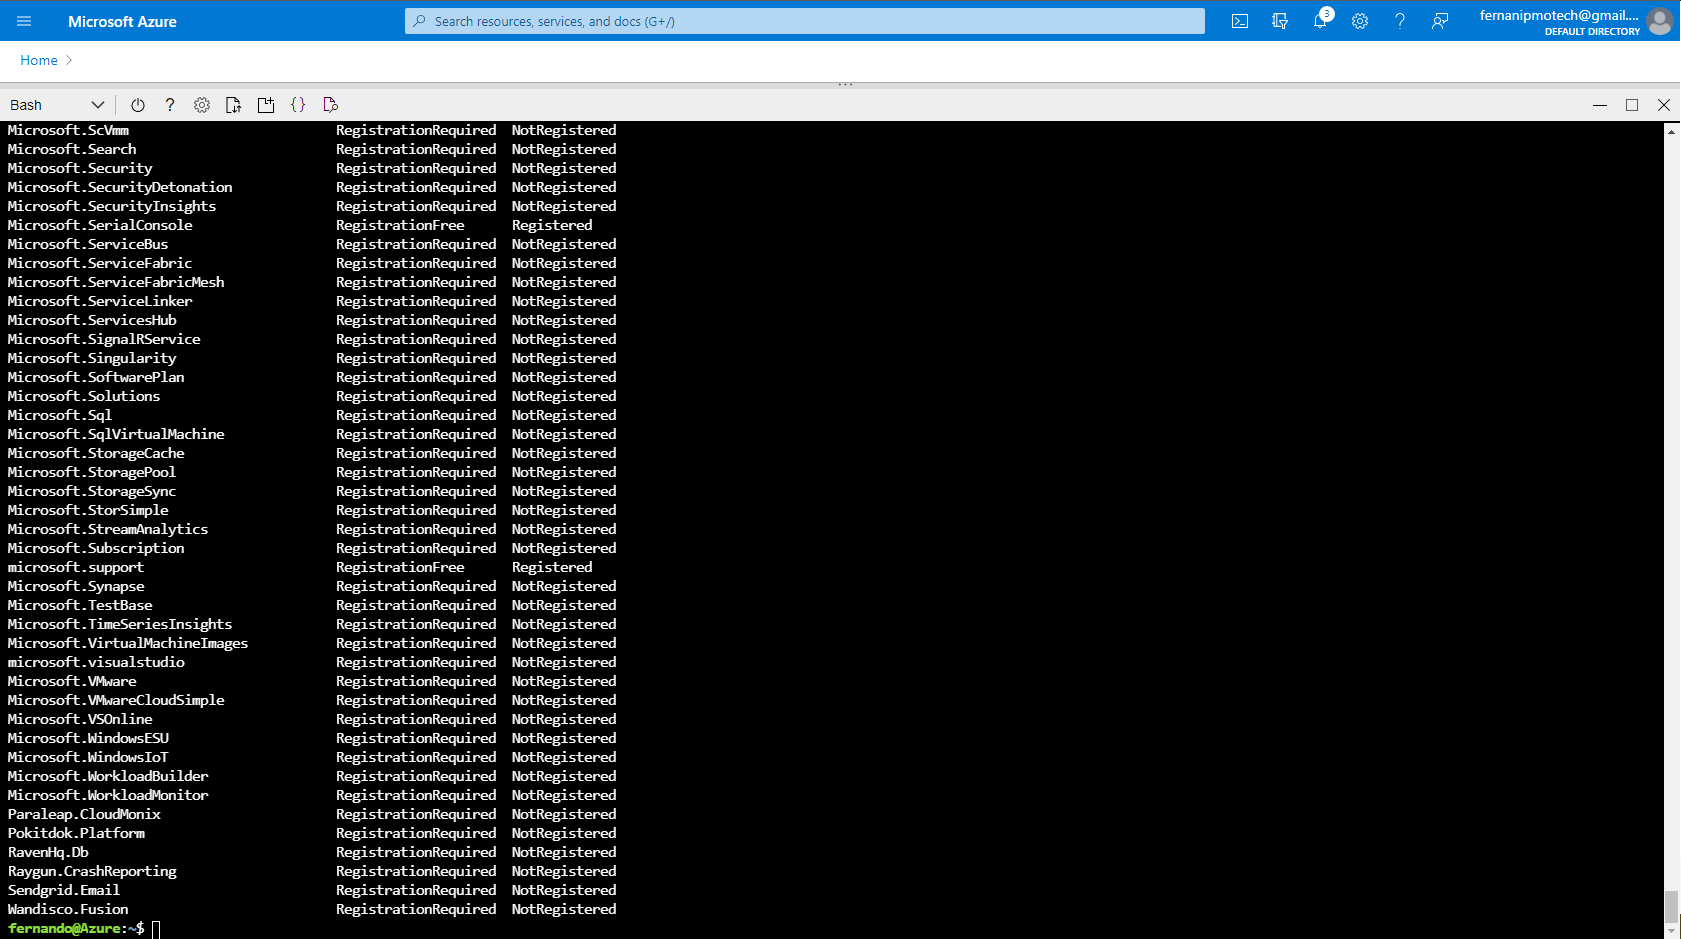 Microsoft Azure
Search resources, services, and docs (G+/)
3
fernanipmotech@gmail....
DEFAULT DIRECTORY
Home
Bash
Microsoft.ScVmm RegistrationRequired NotRegistered
Microsoft.Search RegistrationRequired NotRegistered
Microsoft.Security RegistrationRequired NotRegistered
Microsoft.SecurityDetonation RegistrationRequired NotRegistered
Microsoft.SecurityInsights RegistrationRequired NotRegistered
Microsoft.SerialConsole RegistrationFree Registered
Microsoft.ServiceBus RegistrationRequired NotRegistered
Microsoft.ServiceFabric RegistrationRequired NotRegistered
Microsoft.ServiceFabricMesh RegistrationRequired NotRegistered
Microsoft.ServiceLinker RegistrationRequired NotRegistered
Microsoft.ServicesHub RegistrationRequired NotRegistered
Microsoft.SignalRService RegistrationRequired NotRegistered
Microsoft.Singularity RegistrationRequired NotRegistered
Microsoft.SoftwarePlan RegistrationRequired NotRegistered
Microsoft.Solutions RegistrationRequired NotRegistered
Microsoft.Sql RegistrationRequired NotRegistered
Microsoft.SqlVirtualMachine RegistrationRequired NotRegistered
Microsoft.StorageCache RegistrationRequired NotRegistered
Microsoft.StoragePool RegistrationRequired NotRegistered
Microsoft.StorageSync RegistrationRequired NotRegistered
Microsoft.StorSimple RegistrationRequired NotRegistered
Microsoft.StreamAnalytics RegistrationRequired NotRegistered
Microsoft.Subscription RegistrationRequired NotRegistered
microsoft.support RegistrationFree Registered
Microsoft.Synapse RegistrationRequired NotRegistered
Microsoft.TestBase RegistrationRequired NotRegistered
Microsoft.TimeSeriesInsights RegistrationRequired NotRegistered
Microsoft.VirtualMachineImages RegistrationRequired NotRegistered
microsoft.visualstudio RegistrationRequired NotRegistered
Microsoft.VMware RegistrationRequired NotRegistered
Microsoft.VMwareCloudSimple RegistrationRequired NotRegistered
Microsoft.VSOnline RegistrationRequired NotRegistered
Microsoft.WindowsESU RegistrationRequired NotRegistered
Microsoft.WindowsIoT RegistrationRequired NotRegistered
Microsoft.WorkloadBuilder RegistrationRequired NotRegistered
Microsoft.WorkloadMonitor RegistrationRequired NotRegistered
Paraleap.CloudMonix RegistrationRequired NotRegistered
Pokitdok.Platform RegistrationRequired NotRegistered
RavenHq.Db RegistrationRequired NotRegistered
Raygun.CrashReporting RegistrationRequired NotRegistered
Sendgrid.Email RegistrationRequired NotRegistered
Wandisco.Fusion RegistrationRequired NotRegistered
fernando@Azure:~$